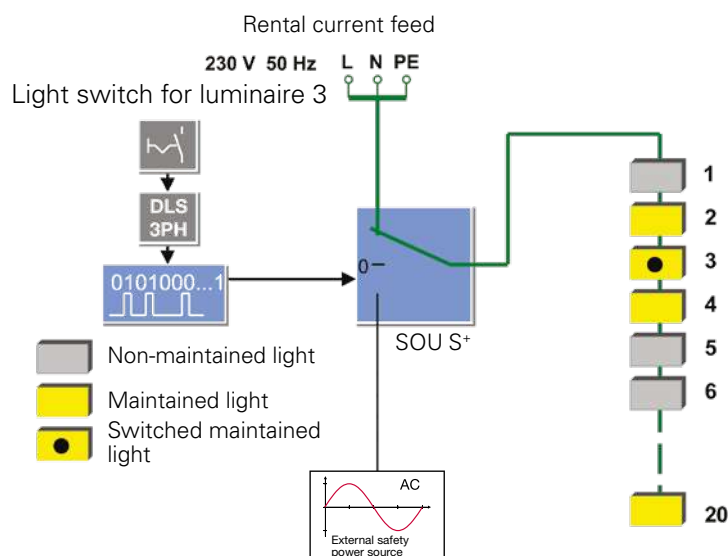 Rental current feed
230 V 50 Hz L N PE
Light switch for luminaire 3
DLS
3PH
0101000...1
0
SOU S+
1
2
3
4
5
6
20
Non-maintained light
Maintained light
Switched maintained
light
AC
External safety
power source